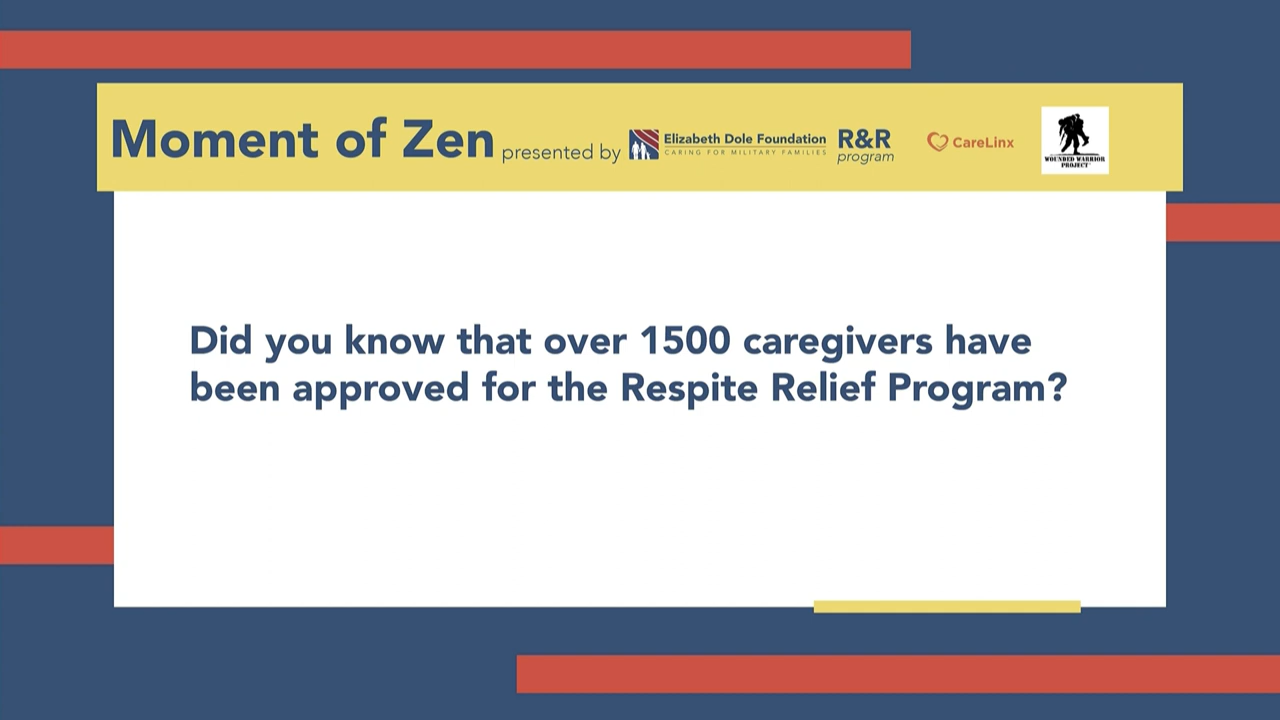 Moment of Zen presented by Elizabeth Dole Foundation R&R CareLinx
CARING FOR MILITARY FAMILIES program WOUNDED WARRIOR
PROJECT
Did you know that over 1500 caregivers have
been approved for the Respite Relief Program?